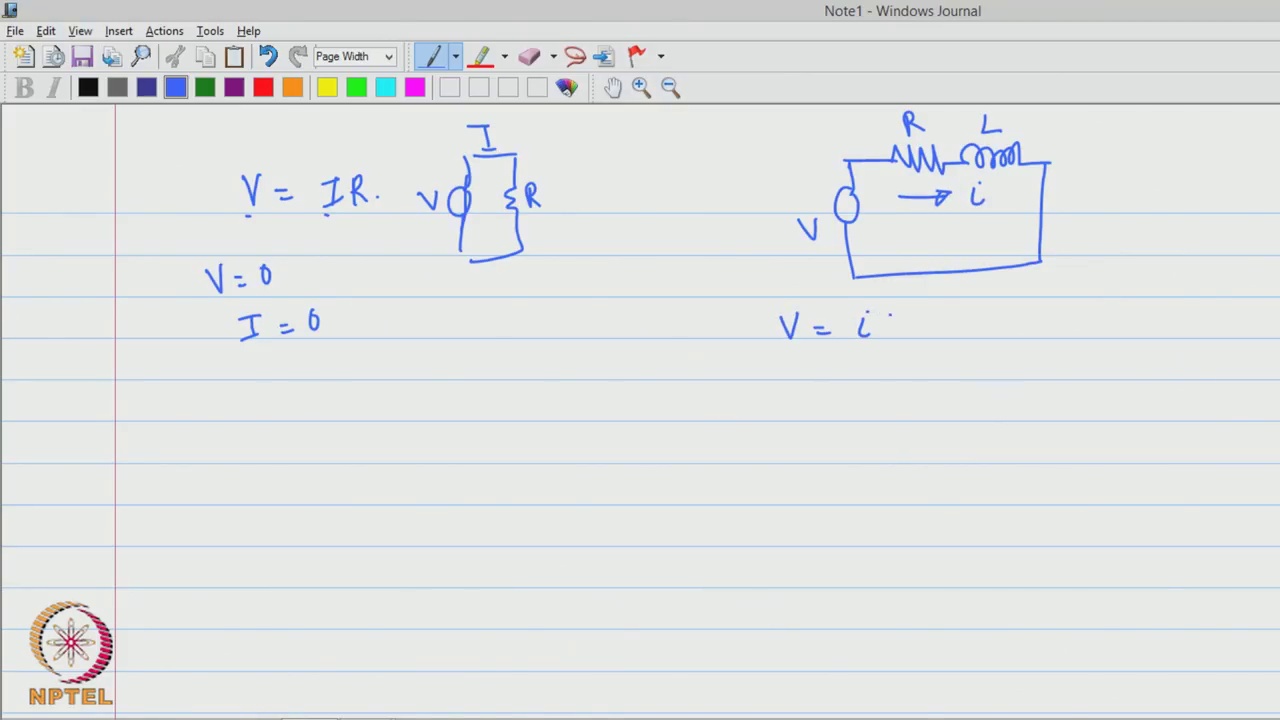 Note1 - Windows Journal
File Edit View Insert Actions Tools Help
Page Width
B I
V = IR.
I
V
R
V = 0
I = 0
R L
i
V
V = i
NPTEL